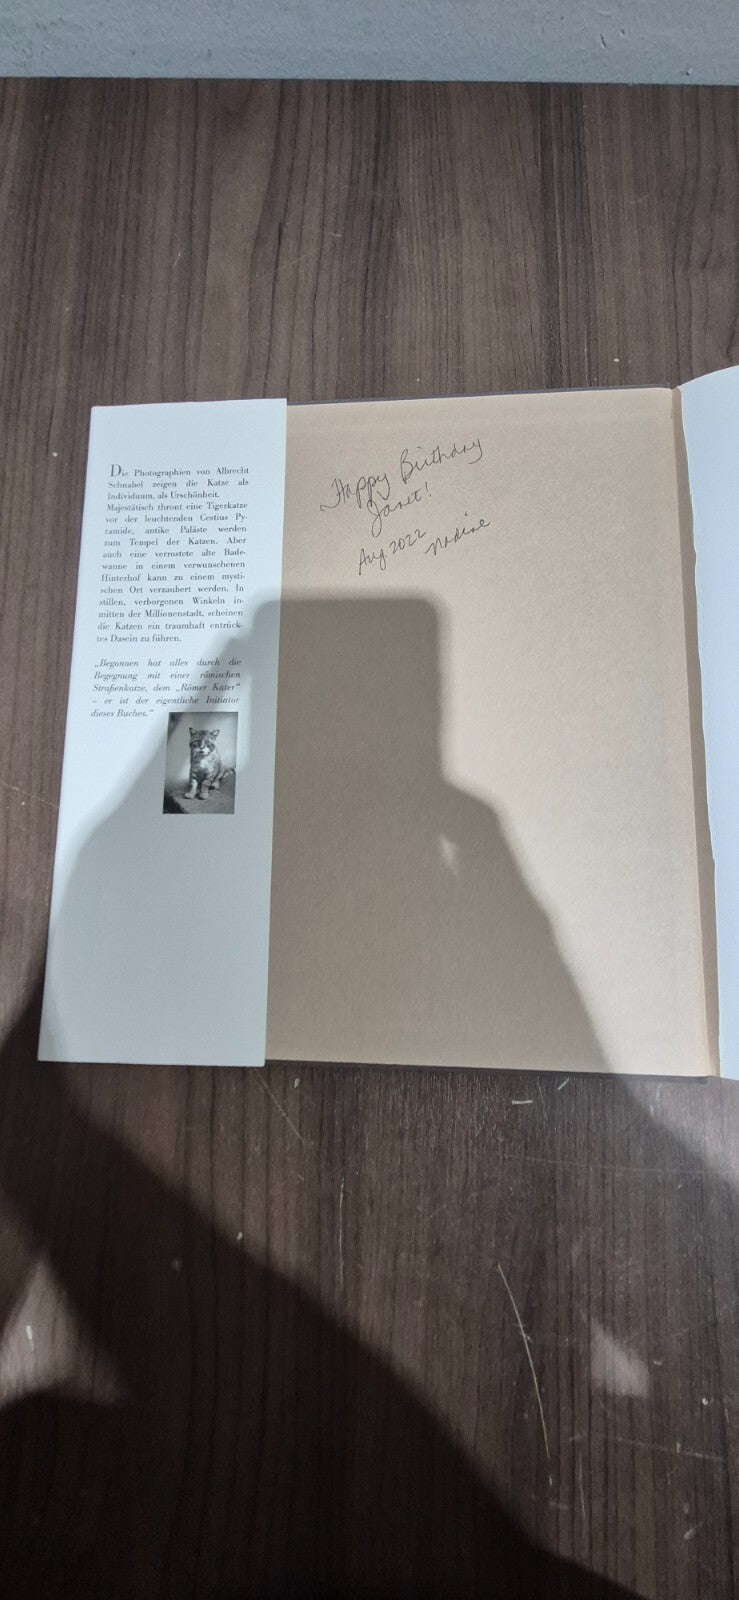 Die Photographien von Albrecht
Schnabel zeigen die Katze als
Individuum, als Urschönheit.
Majestätisch thront eine Tigerkatze
vor der leuchtenden Cestius Py-
ramide, antike Paläste werden
zum Tempel der Katzen. Aber
auch eine verrostete alte Bade-
wanne in einem verwunschenen
Hinterhof kann zu einem mysti-
schen Ort verzaubert werden. In
stillen, verborgenen Winkeln in-
mitten der Millionenstadt, scheinen
die Katzen ein traumhaft entrück-
tes Dasein zu führen.
„Begonnen hat alles durch die
Begegnung mit einer römischen
Straßenkatze, dem „Römer Kater"
– er ist der eigentliche Initiator
dieses Buches."
Happy Birthday
Janet!
Aug. 2022 Nadine